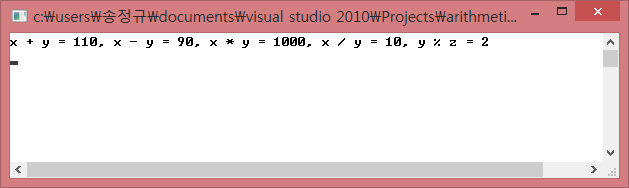 c:₩users₩송정규₩documents₩visual studio 2010₩Projects₩arithmeti...
x + y = 110, x - y = 90, x * y = 1000, x / y = 10, y % z = 2